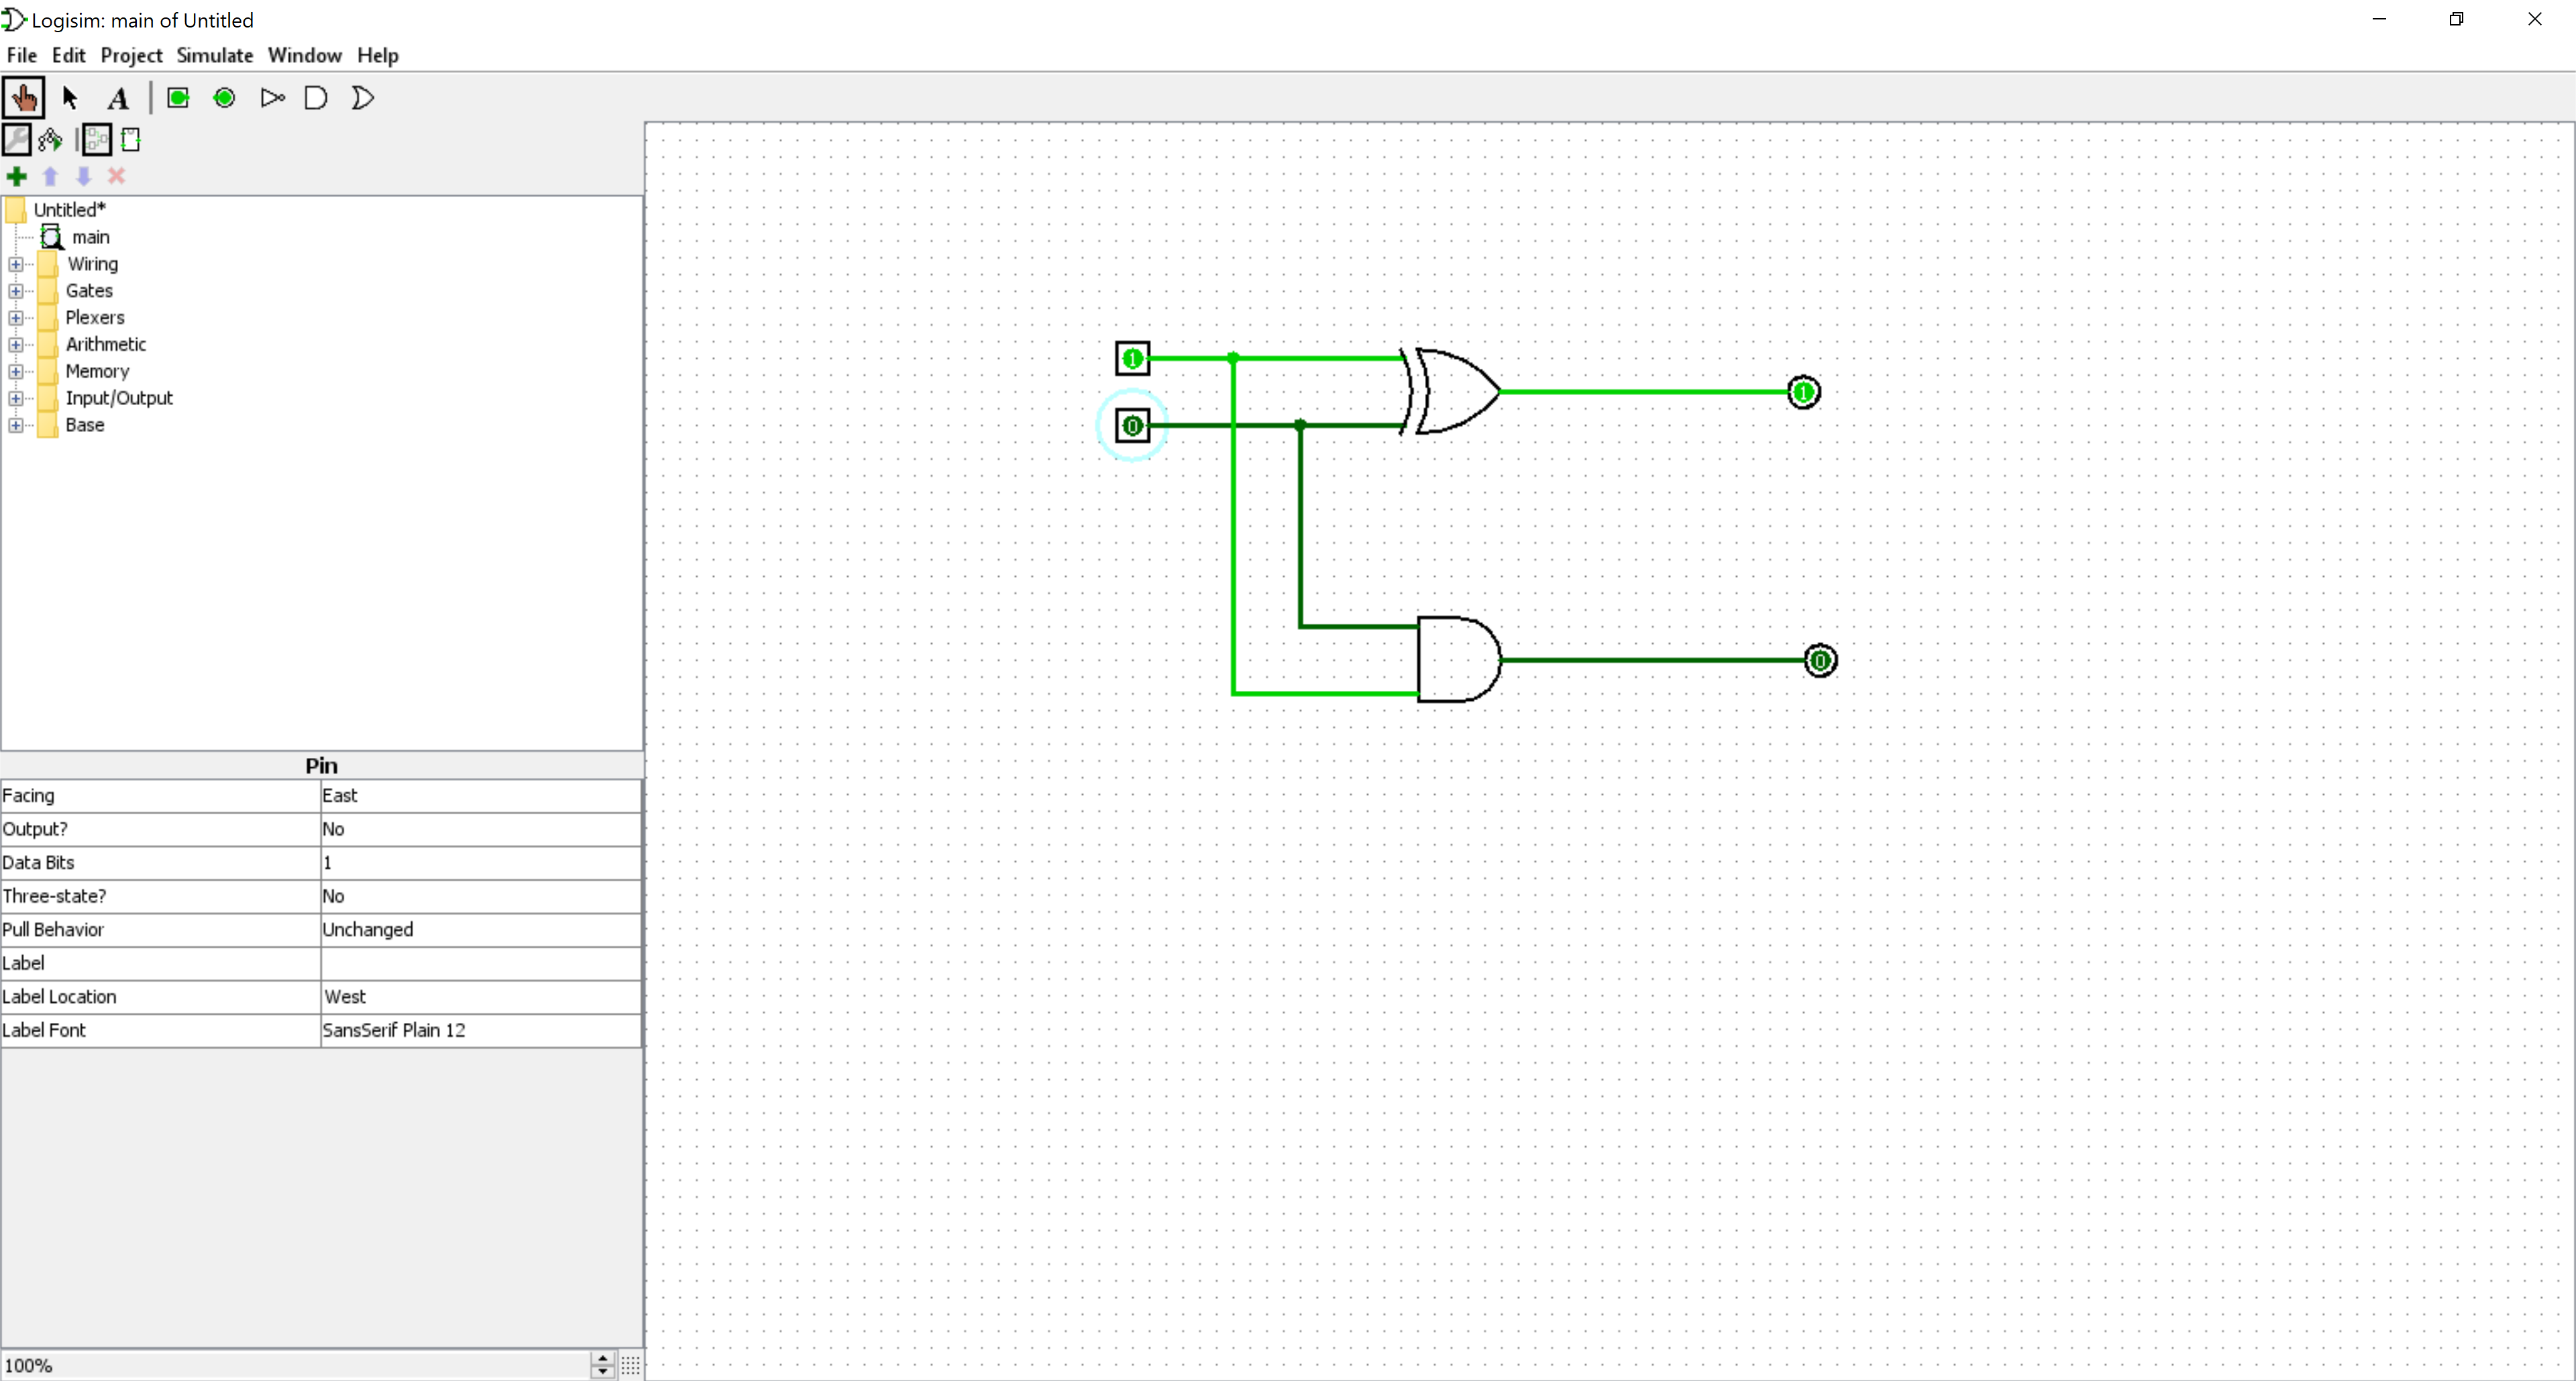 Logisim: main of Untitled
File Edit Project Simulate Window Help
A
Untitled*
main
Wiring
Gates
Plexers
Arithmetic
Memory
Input/Output
Base
1
0
1
0
Pin
Facing East
Output? No
Data Bits 1
Three-state? No
Pull Behavior Unchanged
Label
Label Location West
Label Font SansSerif Plain 12
100%